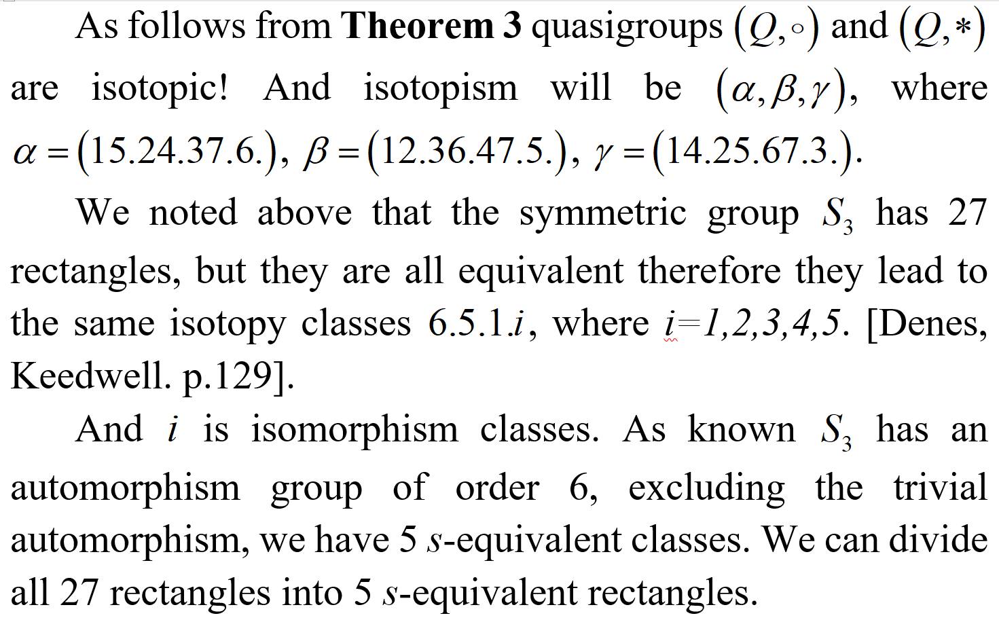 As follows from Theorem 3 quasigroups (Q,∘) and (Q,*)
are isotopic! And isotopism will be (α,β,γ), where
α=(15.24.37.6.), β=(12.36.47.5.), γ=(14.25.67.3.).
We noted above that the symmetric group S₃ has 27
rectangles, but they are all equivalent therefore they lead to
the same isotopy classes 6.5.1.i, where i=1,2,3,4,5. [Denes,
Keedwell. p.129].
And i is isomorphism classes. As known S₃ has an
automorphism group of order 6, excluding the trivial
automorphism, we have 5 s-equivalent classes. We can divide
all 27 rectangles into 5 s-equivalent rectangles.